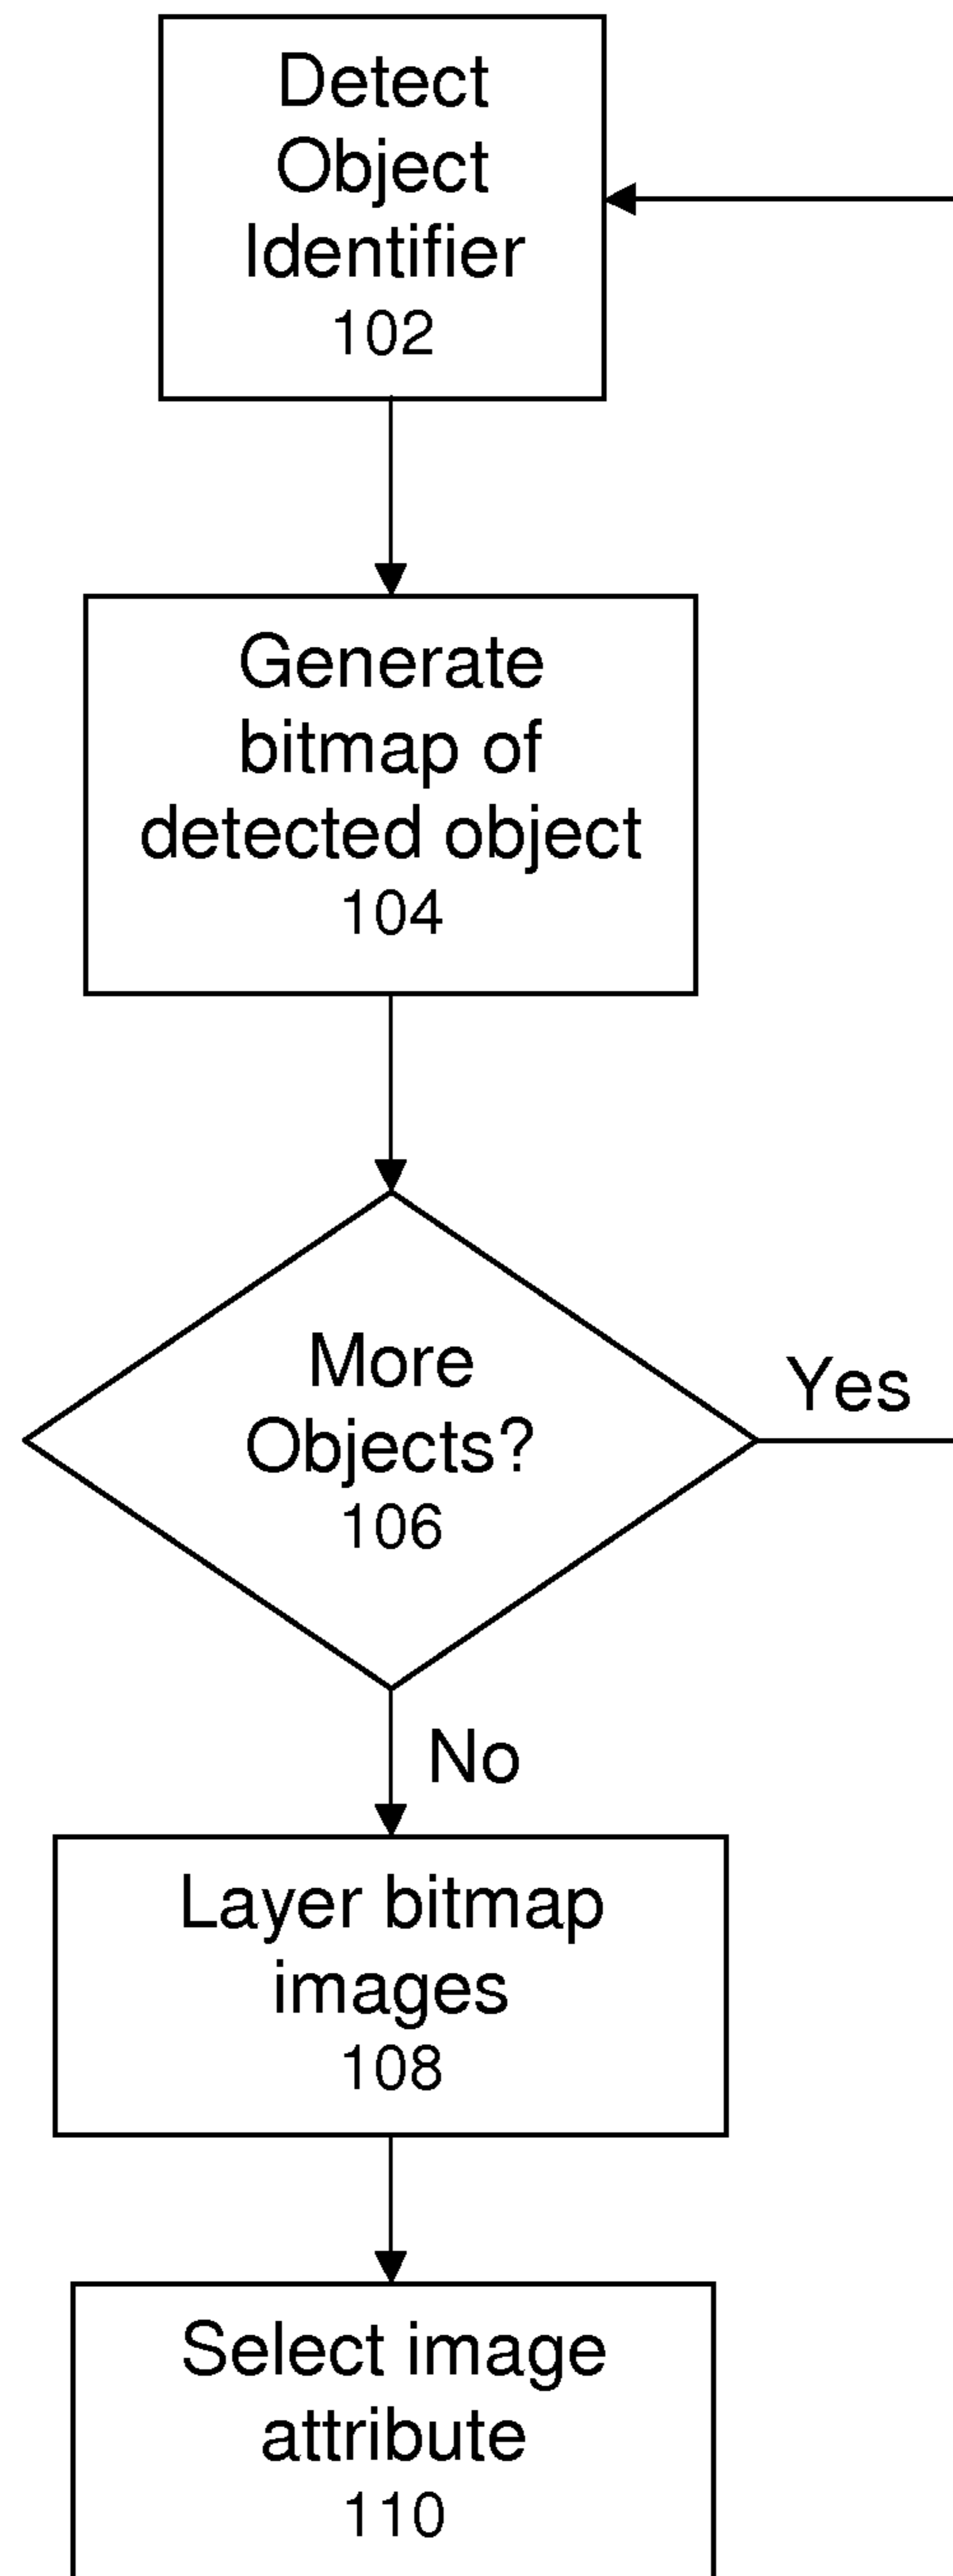 Detect
Object
Identifier
102
Generate
bitmap of
detected object
104
More
Objects?
106
Yes
No
Layer bitmap
images
108
Select image
attribute
110